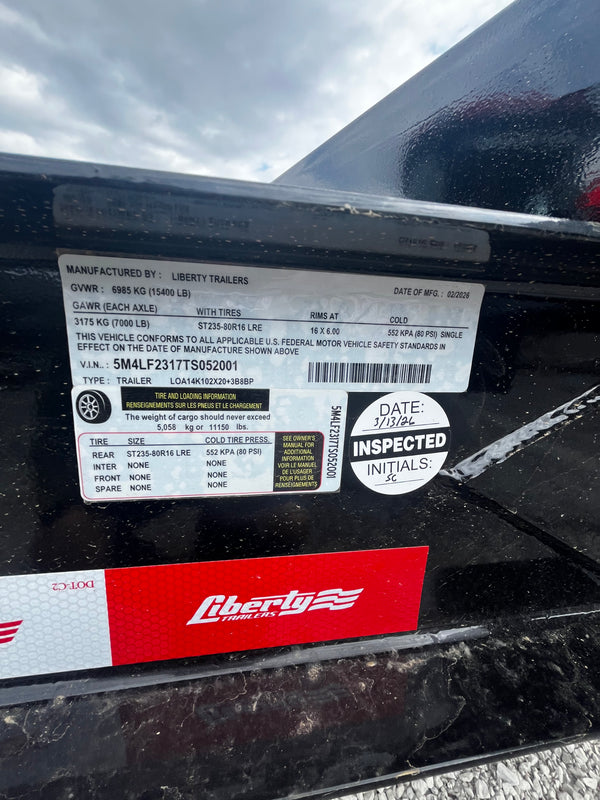 MANUFACTURED BY : LIBERTY TRAILERS
GVWR : 6985 KG (15400 LB) DATE OF MFG. : 02/2026
GAWR (EACH AXLE) WITH TIRES RIMS AT COLD
3175 KG (7000 LB) ST235-80R16 LRE 16 X 6.00 552 KPA (80 PSI) SINGLE
THIS VEHICLE CONFORMS TO ALL APPLICABLE U.S. FEDERAL MOTOR VEHICLE SAFETY STANDARDS IN
EFFECT ON THE DATE OF MANUFACTURE SHOWN ABOVE
V.I.N.: 5M4LF2317TS052001
TYPE : TRAILER LOA14K102X20+3B8BP
TIRE AND LOADING INFORMATION
RENSEIGNEMENTS SUR LES PNEUS ET LE CHARGEMENT
The weight of cargo should never exceed
5,058 kg or 11150 lbs.
TIRE SIZE COLD TIRE PRESS.
REAR ST235-80R16 LRE 552 KPA (80 PSI)
INTER NONE NONE
FRONT NONE NONE
SPARE NONE NONE
SEE OWNER'S
MANUAL FOR
ADDITIONAL
INFORMATION
VOIR LE MANUEL
DE L'USAGER
POUR PLUS DE
RENSEIGNEMENTS
5M4LF2317TS052001
DATE:
3/13/26
INSPECTED
INITIALS:
SC
DOT-C2
Liberty
TRAILERS